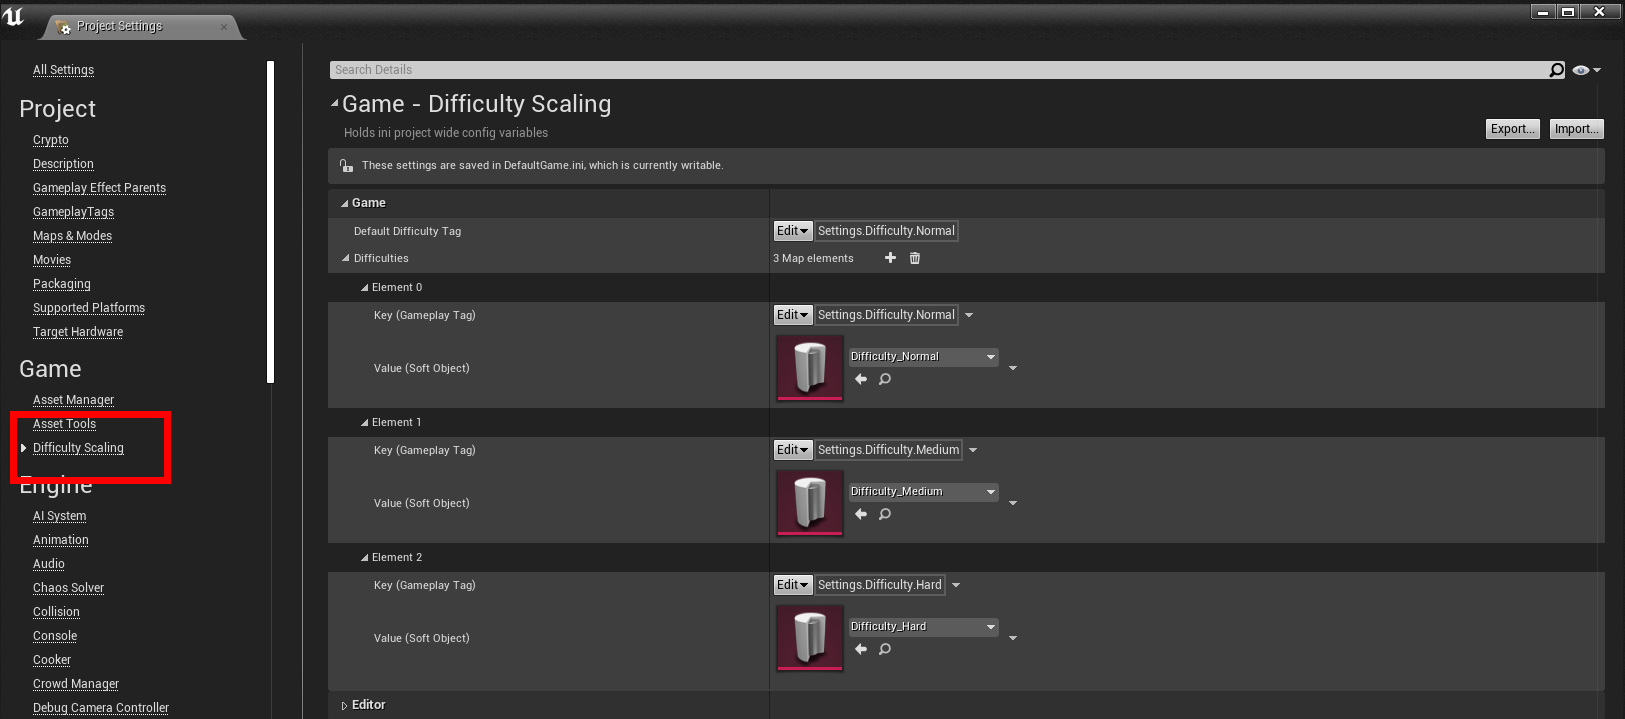 Project Settings
All Settings
Project
Crypto
Description
Gameplay Effect Parents
GameplayTags
Maps & Modes
Movies
Packaging
Supported Platforms
Target Hardware
Game
Asset Manager
Asset Tools
Difficulty Scaling
Engine
AI System
Animation
Audio
Chaos Solver
Collision
Console
Cooker
Crowd Manager
Debug Camera Controller
Search Details
Game - Difficulty Scaling
Holds ini project wide config variables
Export... Import...
These settings are saved in DefaultGame.ini, which is currently writable.
Game
Default Difficulty Tag Edit Settings.Difficulty.Normal
Difficulties 3 Map elements
Element 0
Key (Gameplay Tag) Edit Settings.Difficulty.Normal
Value (Soft Object) Difficulty_Normal
Element 1
Key (Gameplay Tag) Edit Settings.Difficulty.Medium
Value (Soft Object) Difficulty_Medium
Element 2
Key (Gameplay Tag) Edit Settings.Difficulty.Hard
Value (Soft Object) Difficulty_Hard
Editor